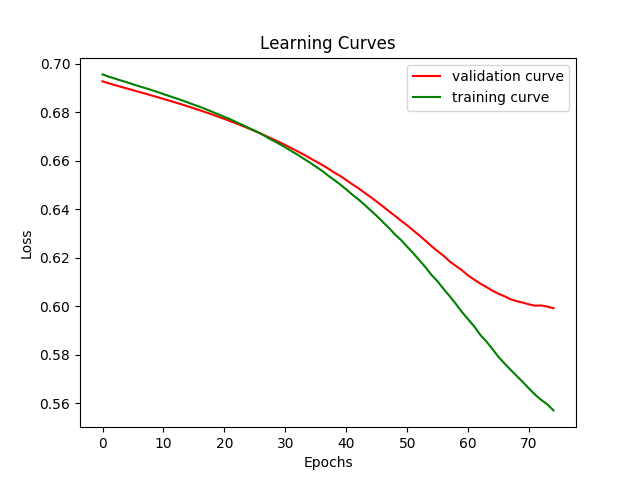 Learning Curves
validation curve
training curve
0.70
0.68
0.66
0.64
0.62
0.60
0.58
0.56
Loss
0 10 20 30 40 50 60 70
Epochs